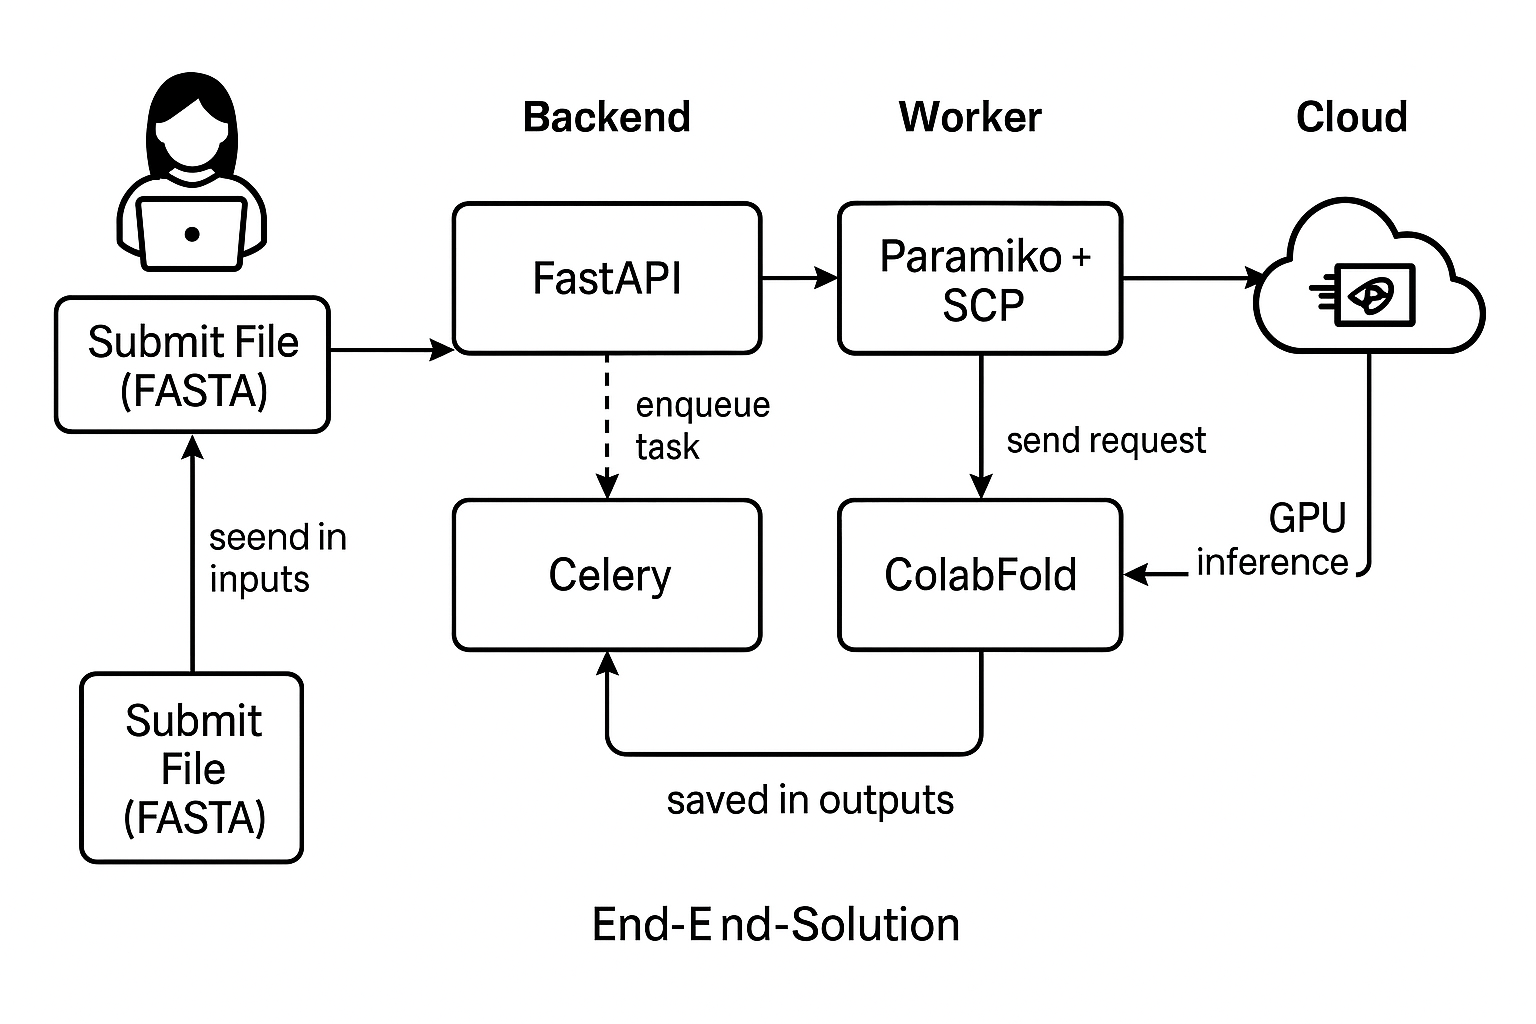 Backend
Worker
Cloud
FastAPI
Paramiko +
SCP
Submit File
(FASTA)
enqueue
task
send request
seend in
inputs
GPU
inference
Celery
ColabFold
Submit
File
(FASTA)
saved in outputs
End-End-Solution